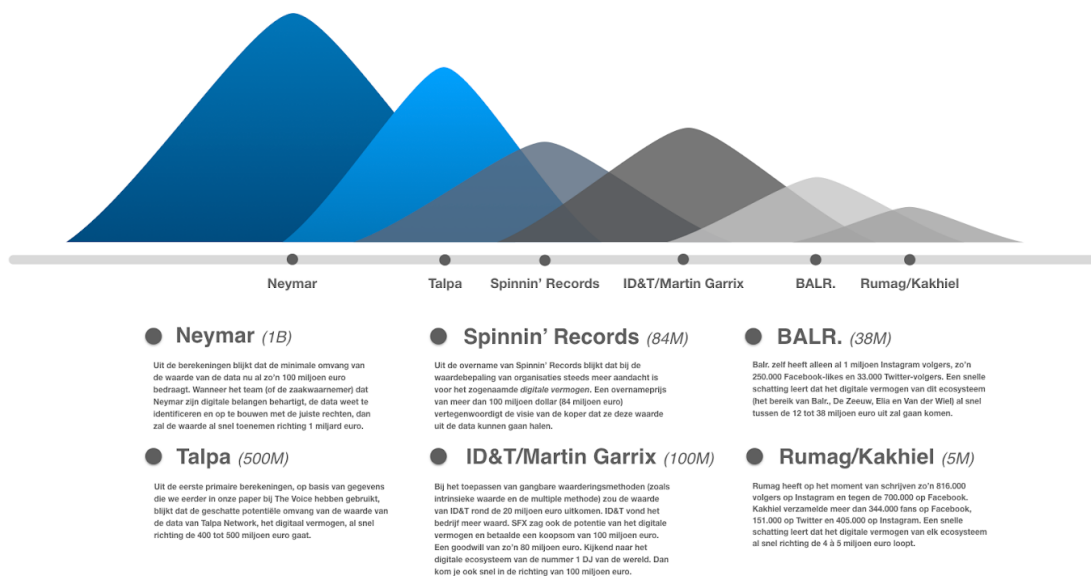 Neymar
Talpa
Spinnin' Records
ID&T/Martin Garrix
BALR.
Rumag/Kakhiel
Neymar (1B)
Uit de berekeningen blijkt dat de minimale omvang van
de waarde van de data nu al zo'n 100 miljoen euro
bedraagt. Wanneer het team (of de zaakwarnemer) dat
Neymar zijn digitale belangen behartigt, de data weet te
identificeren en op te bouwen met de juiste rechten, dan
zal de waarde al snel toenemen richting 1 miljard euro.
Talpa (500M)
Uit de eerste primaire berekeningen, op basis van gegevens
die we eerder in onze paper bij The Voice hebben gebruikt,
blijkt dat de geschatte potentiële omvang van de waarde van
de data van Talpa Network, het digitaal vermogen, al snel
richting de 400 tot 500 miljoen euro gaat.
Spinnin' Records (84M)
Uit de overname van Spinnin' Records blijkt dat bij de
waardebepaling van organisaties steeds meer aandacht is
voor het zogenaamde digitale vermogen. Een overnameprijs
van meer dan 100 miljoen dollar (84 miljoen euro)
vertegenwoordigt de visie van de koper dat ze deze waarde
uit de data kunnen gaan halen.
ID&T/Martin Garrix (100M)
Bij het toepassen van gangbare waarderingsmethoden (zoals
intrinsieke waarde en de multiple methode) zou de waarde
van ID&T rond de 20 miljoen euro uitkomen. ID&T vond het
bedrijf meer waard. SFX zag ook de potentie van het digitale
vermogen en betaalde een koopsom van 100 miljoen euro.
Een goodwill van zo'n 80 miljoen euro. Kijkend naar het
digitale ecosysteem van de nummer 1 DJ van de wereld. Dan
kom je ook snel in de richting van 100 miljoen euro.
BALR. (38M)
Balr. zelf heeft alleen al 1 miljoen Instagram volgers, zo'n
250.000 Facebook-likes en 33.000 Twitter-volgers. Een snelle
schatting leert dat het digitale vermogen van dit ecosysteem
(het bereik van Balr., De Zeeuw, Elia en Van der Wiel) al snel
tussen de 12 tot 38 miljoen euro uit zal gaan komen.
Rumag/Kakhiel (5M)
Rumag heeft op het moment van schrijven zo'n 816.000
volgers op Instagram en tegen de 700.000 op Facebook.
Kakhiel verzamelde meer dan 344.000 fans op Facebook,
151.000 op Twitter en 405.000 op Instagram. Een snelle
schatting leert dat het digitale vermogen van elk ecosysteem
al snel richting de 4 à 5 miljoen euro loopt.